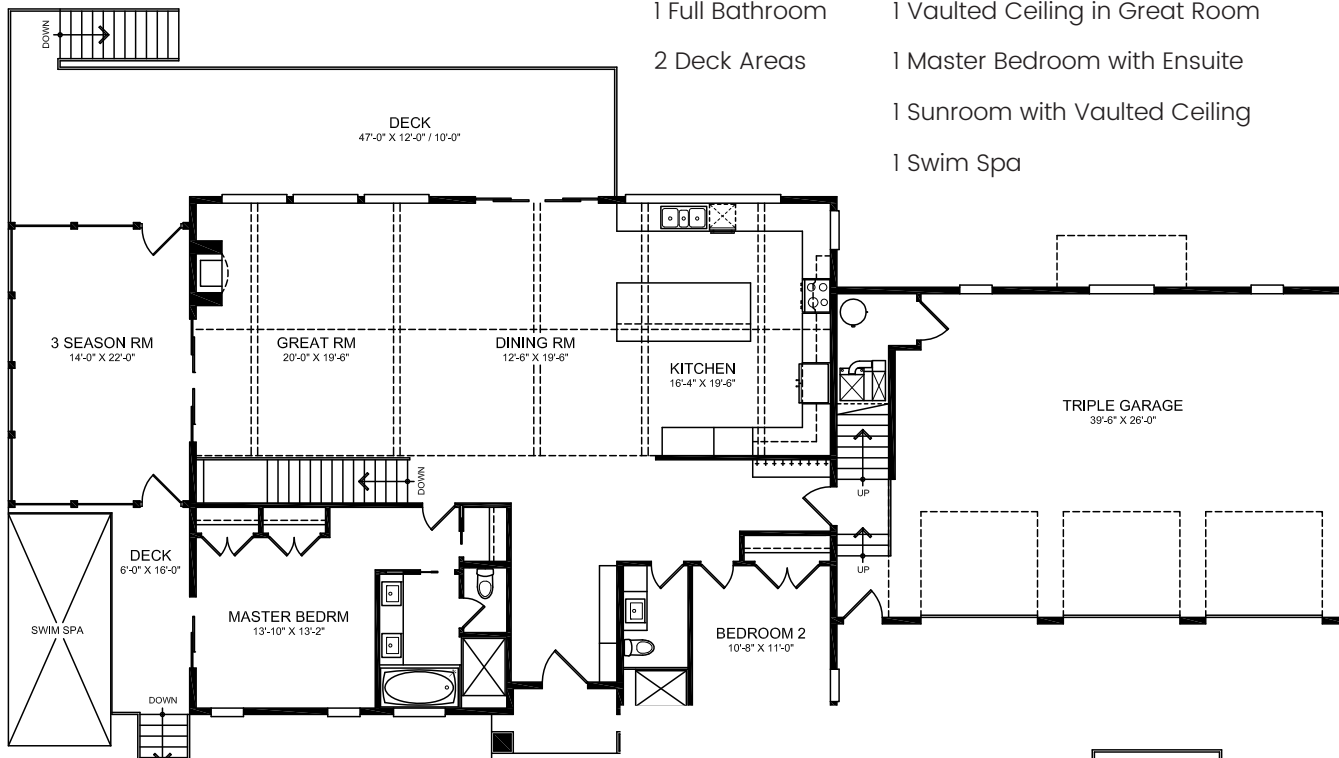 1 Full Bathroom
2 Deck Areas
1 Vaulted Ceiling in Great Room
1 Master Bedroom with Ensuite
1 Sunroom with Vaulted Ceiling
1 Swim Spa
DOWN
DECK
47'-0" X 12'-0" / 10'-0"
3 SEASON RM
14'-0" X 22'-0"
GREAT RM
20'-0" X 19'-6"
DINING RM
12'-6" X 19'-6"
KITCHEN
16'-4" X 19'-6"
TRIPLE GARAGE
39'-6" X 26'-0"
DOWN
UP
UP
DECK
6'-0" X 16'-0"
SWIM SPA
MASTER BEDRM
13'-10" X 13'-2"
BEDROOM 2
10'-8" X 11'-0"
DOWN